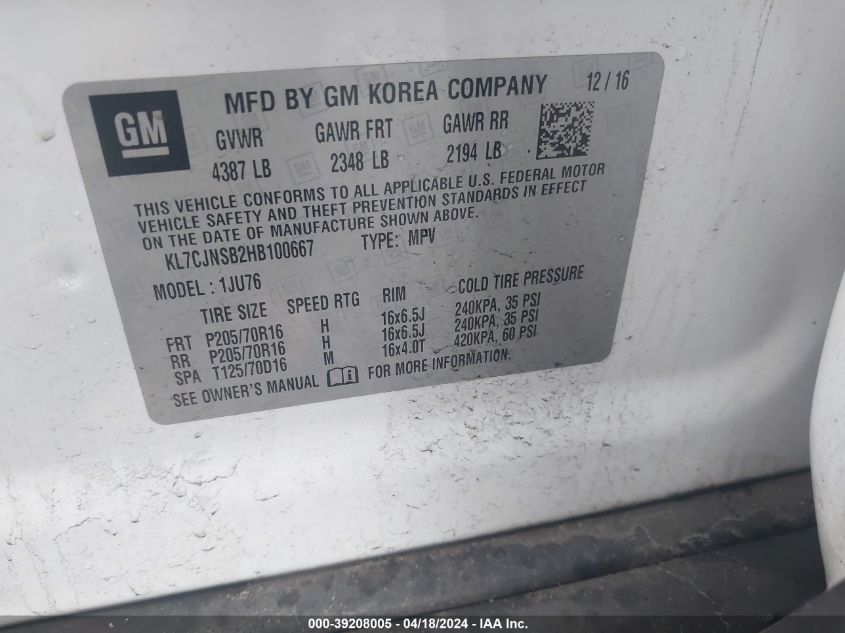 GM
MFD BY GM KOREA COMPANY 12 / 16
GVWR GAWR FRT GAWR RR
4387 LB 2348 LB 2194 LB
THIS VEHICLE CONFORMS TO ALL APPLICABLE U.S. FEDERAL MOTOR
VEHICLE SAFETY AND THEFT PREVENTION STANDARDS IN EFFECT
ON THE DATE OF MANUFACTURE SHOWN ABOVE.
KL7CJNSB2HB100667 TYPE: MPV
MODEL : 1JU76
TIRE SIZE SPEED RTG RIM COLD TIRE PRESSURE
FRT P205/70R16 H 16x6.5J 240KPA, 35 PSI
RR P205/70R16 H 16x6.5J 240KPA, 35 PSI
SPA T125/70D16 M 16x4.0T 420KPA, 60 PSI
SEE OWNER'S MANUAL FOR MORE INFORMATION.
000-39208005 - 04/18/2024 - IAAI.COM